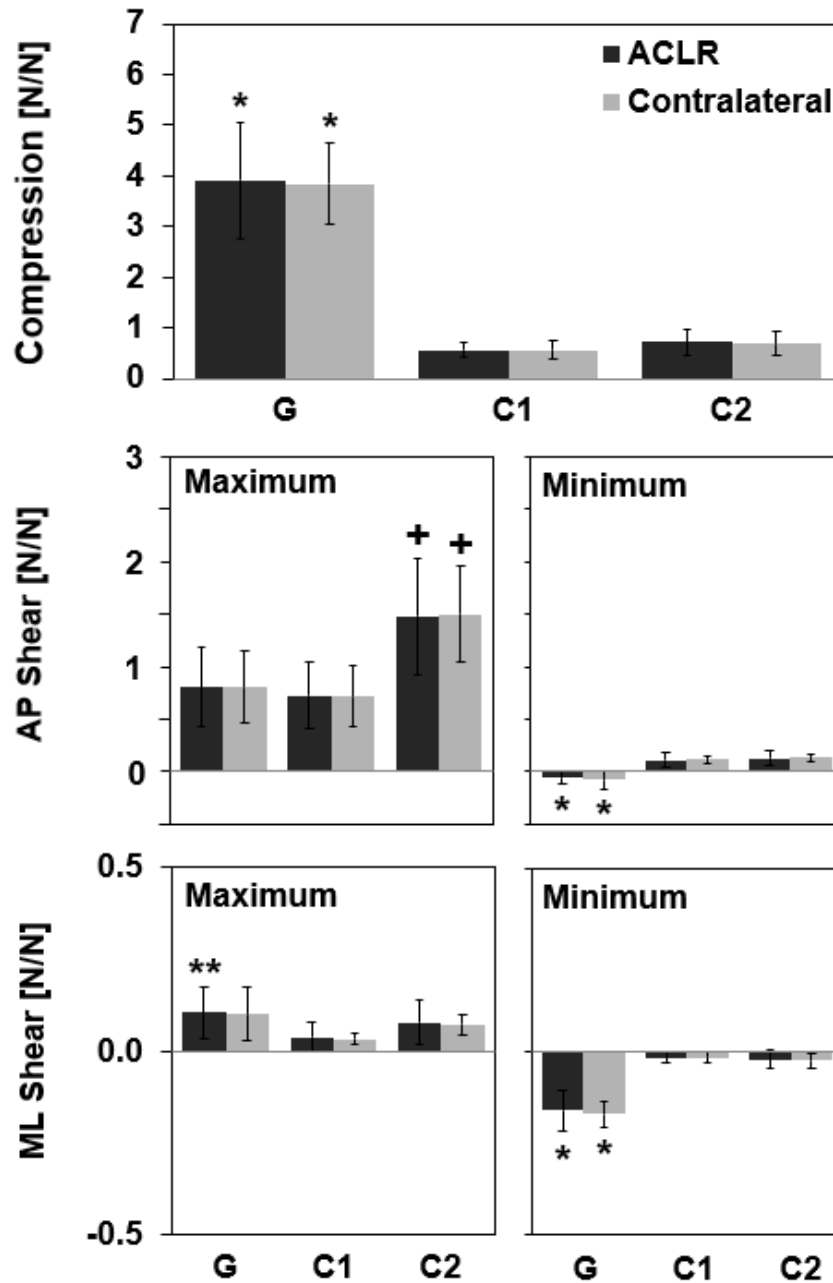 Compression [N/N]
7
6
5
4
3
2
1
0
ACLR
Contralateral
* *
G C1 C2
AP Shear [N/N]
3
2
1
0
Maximum
+ +
Minimum
* *
ML Shear [N/N]
0.5
0.0
-0.5
Maximum
**
Minimum
* *
G C1 C2
G C1 C2